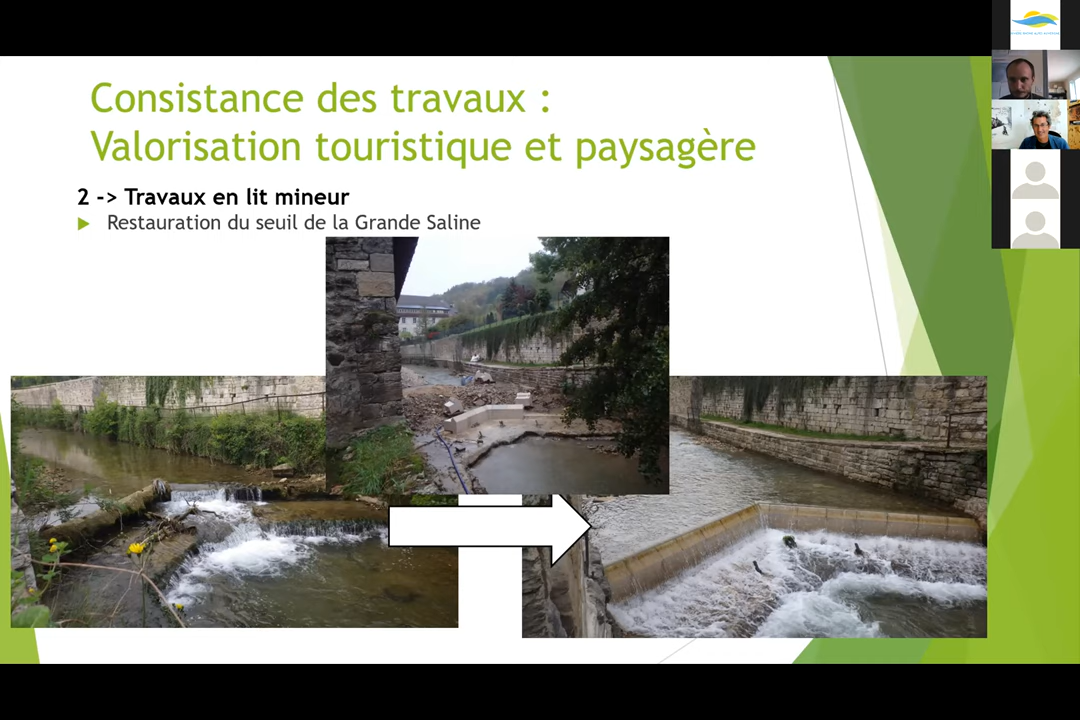 Consistance des travaux :
Valorisation touristique et paysagère
2 -> Travaux en lit mineur
Restauration du seuil de la Grande Saline